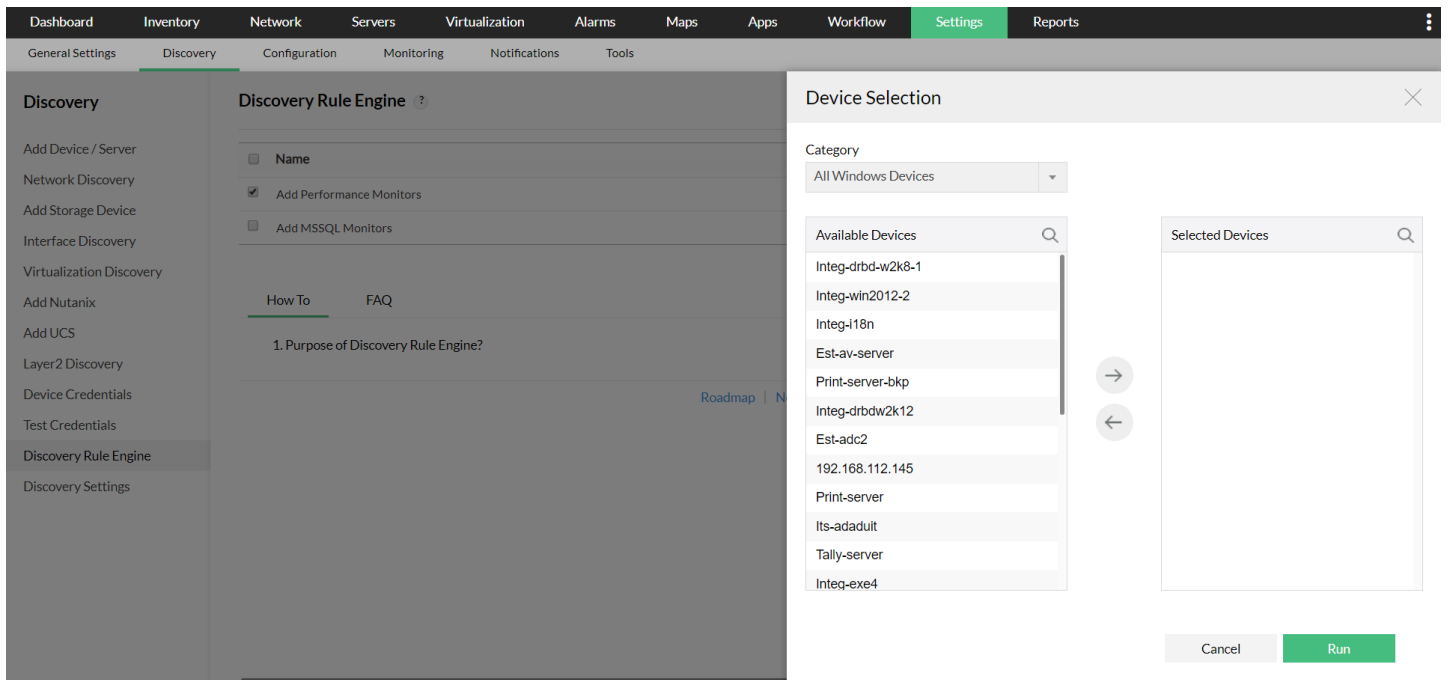 Dashboard Inventory Network Servers Virtualization Alarms Maps Apps Workflow Settings Reports
General Settings Discovery Configuration Monitoring Notifications Tools
Discovery
Add Device / Server
Network Discovery
Add Storage Device
Interface Discovery
Virtualization Discovery
Add Nutanix
Add UCS
Layer2 Discovery
Device Credentials
Test Credentials
Discovery Rule Engine
Discovery Settings
Discovery Rule Engine ?
Name
Add Performance Monitors
Add MSSQL Monitors
How To FAQ
1. Purpose of Discovery Rule Engine?
Roadmap
Device Selection
Category
All Windows Devices
Available Devices
Integ-drbd-w2k8-1
Integ-win2012-2
Integ-i18n
Est-av-server
Print-server-bkp
Integ-drbdw2k12
Est-adc2
192.168.112.145
Print-server
Its-adaduit
Tally-server
Integ-exe4
Selected Devices
Cancel Run